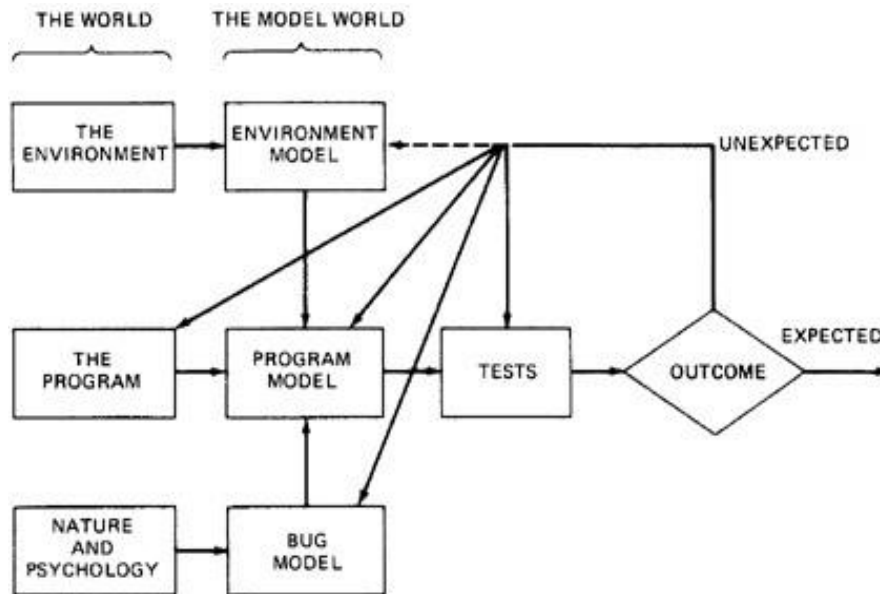 THE WORLD
THE MODEL WORLD
THE
ENVIRONMENT
ENVIRONMENT
MODEL
UNEXPECTED
THE
PROGRAM
PROGRAM
MODEL
TESTS
OUTCOME
EXPECTED
NATURE
AND
PSYCHOLOGY
BUG
MODEL